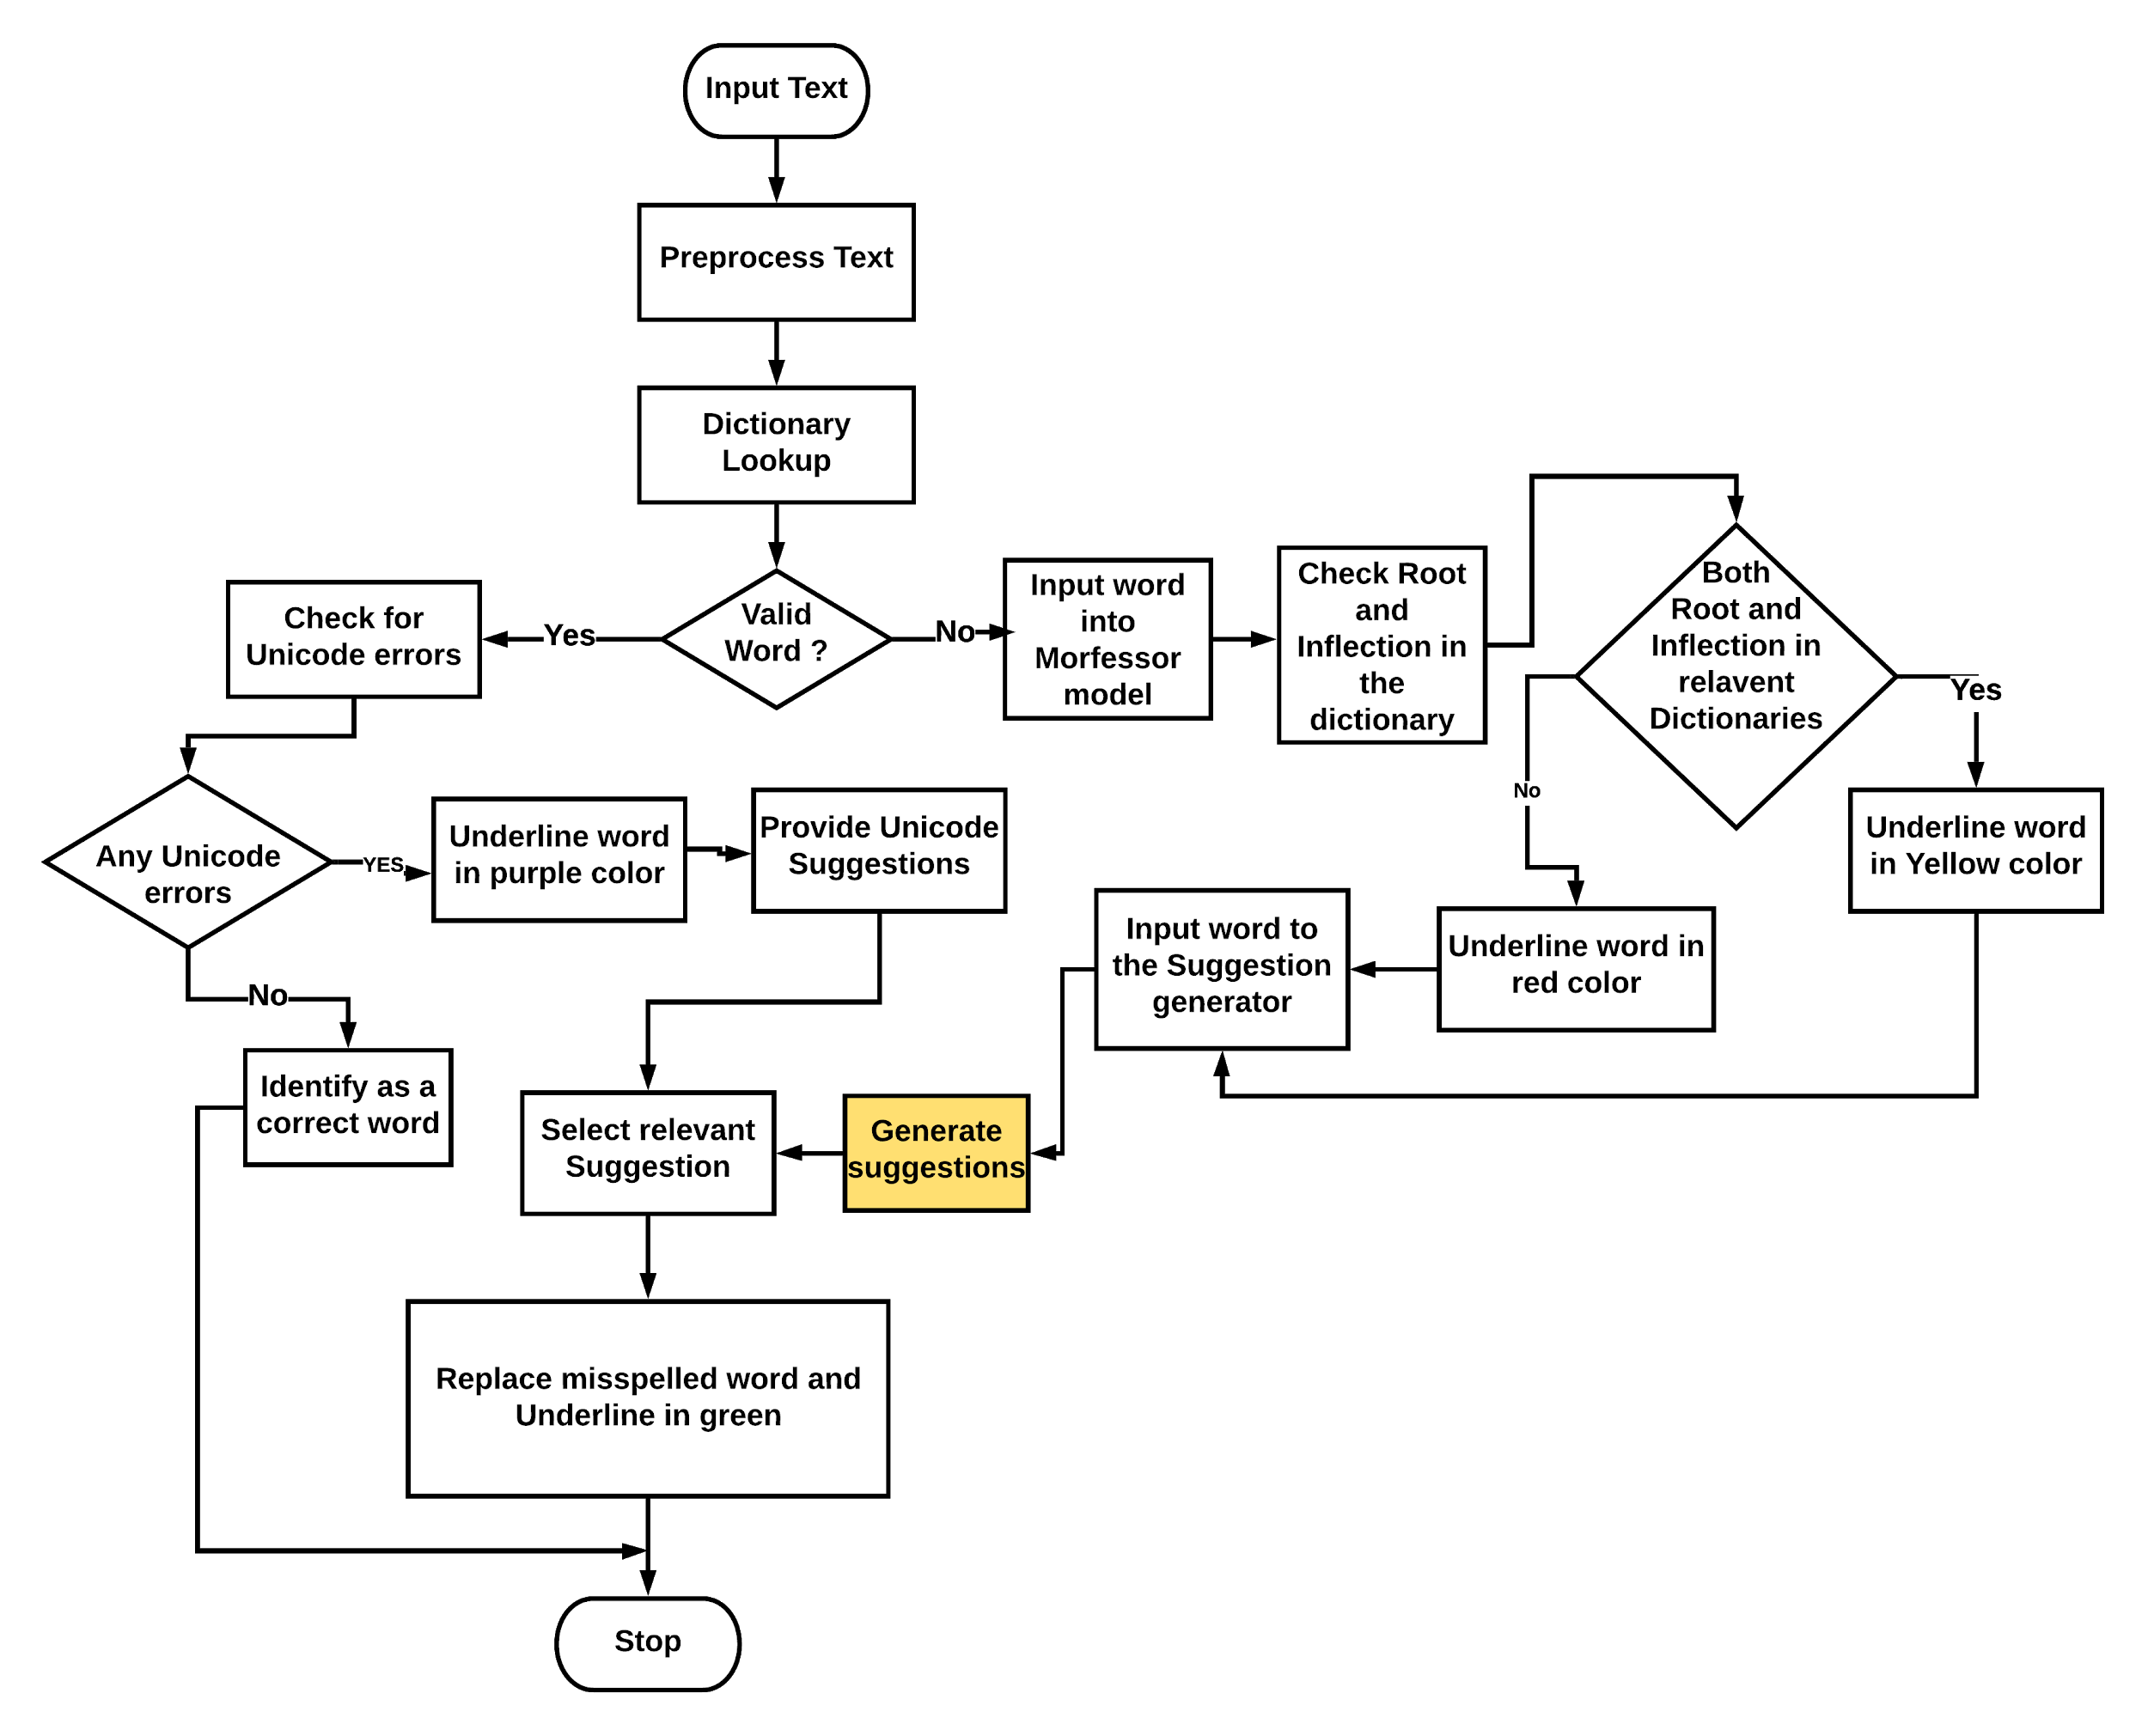 Input Text
Preprocess Text
Dictionary
Lookup
Valid
Word ?
Yes
No
Check for
Unicode errors
Input word
into
Morfessor
model
Check Root
and
Inflection in
the
dictionary
Both
Root and
Inflection in
relavent
Dictionaries
Yes
No
Any Unicode
errors
YES
No
Underline word
in purple color
Provide Unicode
Suggestions
Underline word
in Yellow color
Underline word in
red color
Input word to
the Suggestion
generator
Identify as a
correct word
Select relevant
Suggestion
Generate
suggestions
Replace misspelled word and
Underline in green
Stop